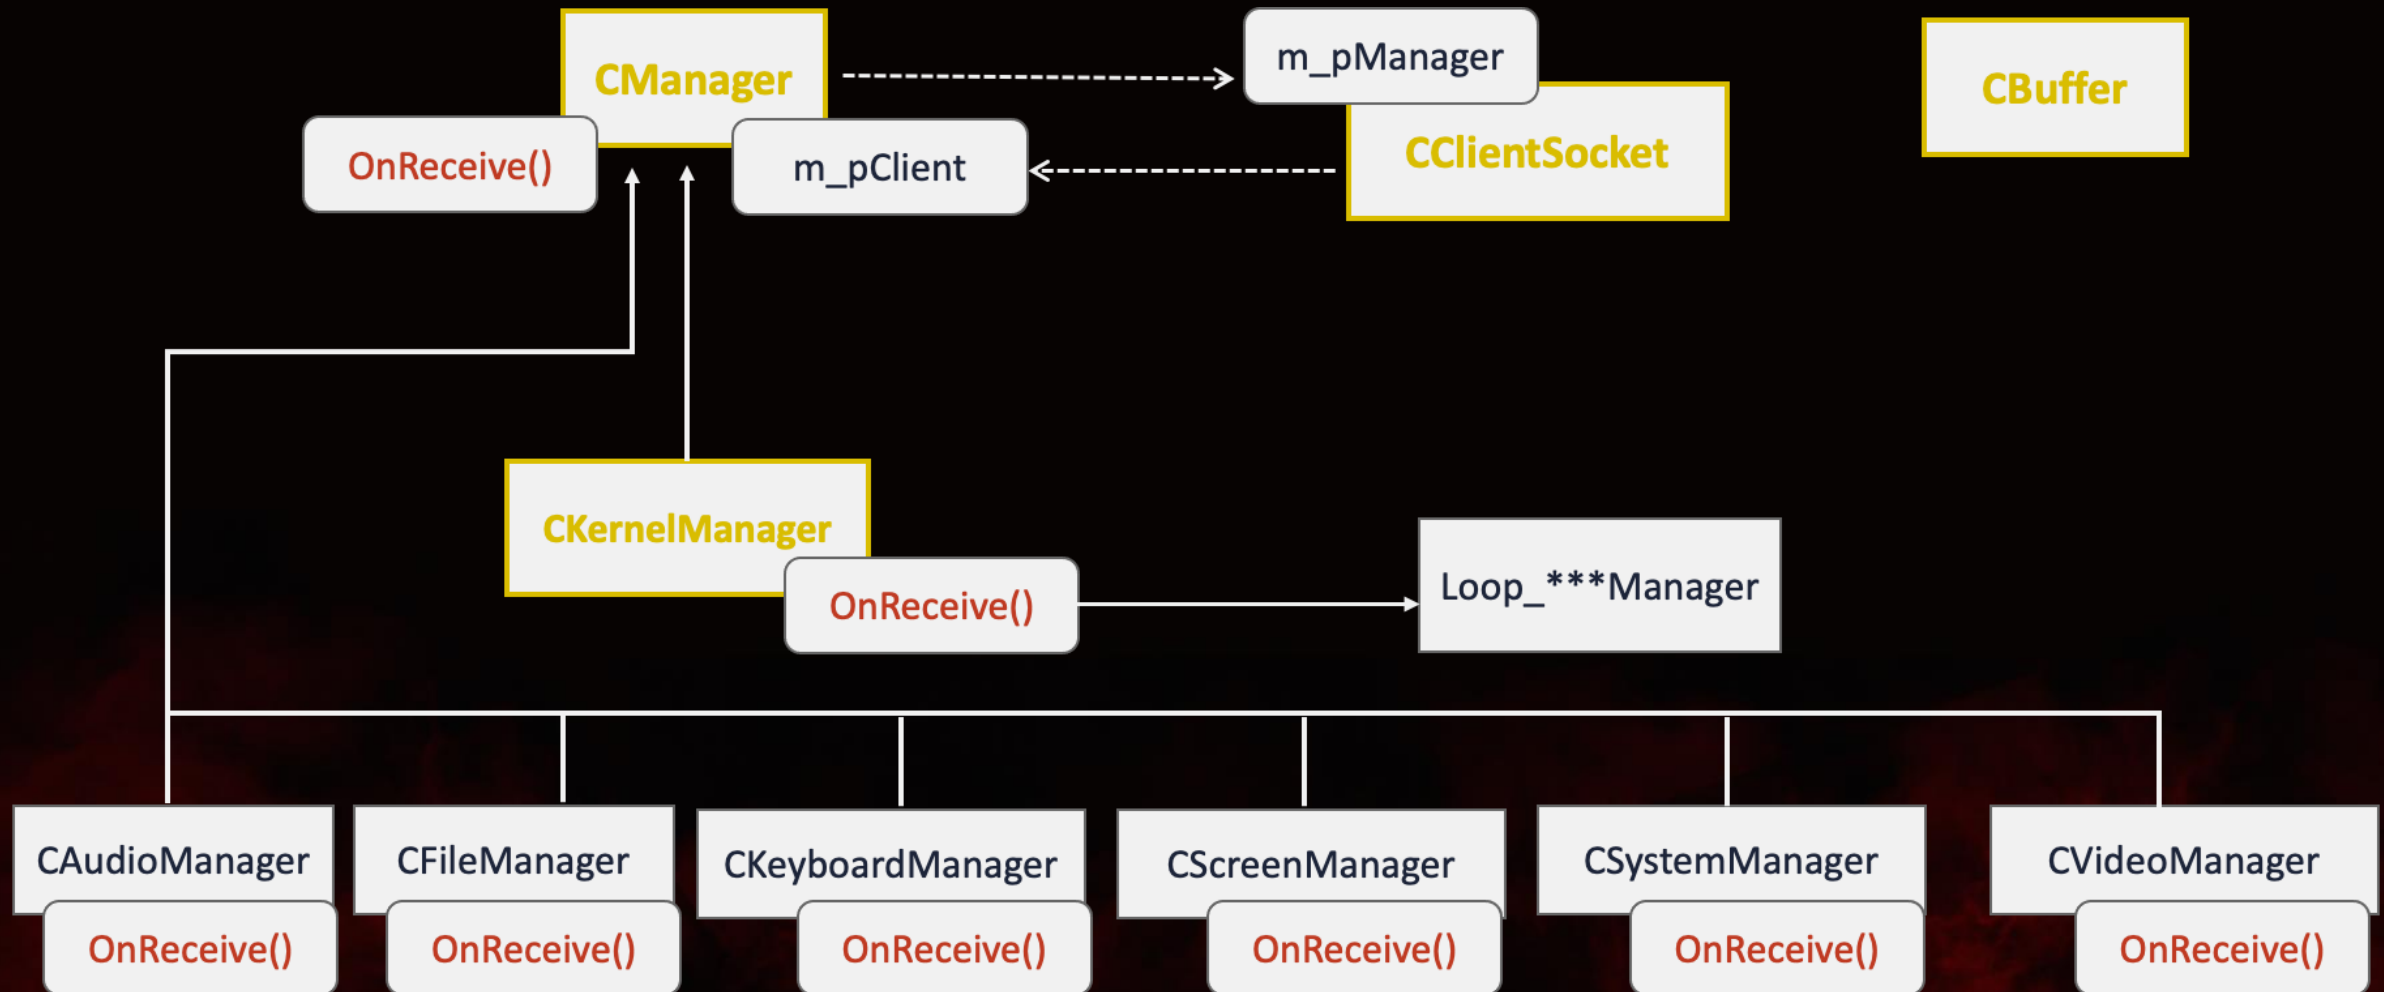 CManager
m_pManager
CBuffer
CClientSocket
OnReceive()
m_pClient
CKernelManager
OnReceive()
Loop_***Manager
CAudioManager
CFileManager
CKeyboardManager
CScreenManager
CSystemManager
CVideoManager
OnReceive()
OnReceive()
OnReceive()
OnReceive()
OnReceive()
OnReceive()